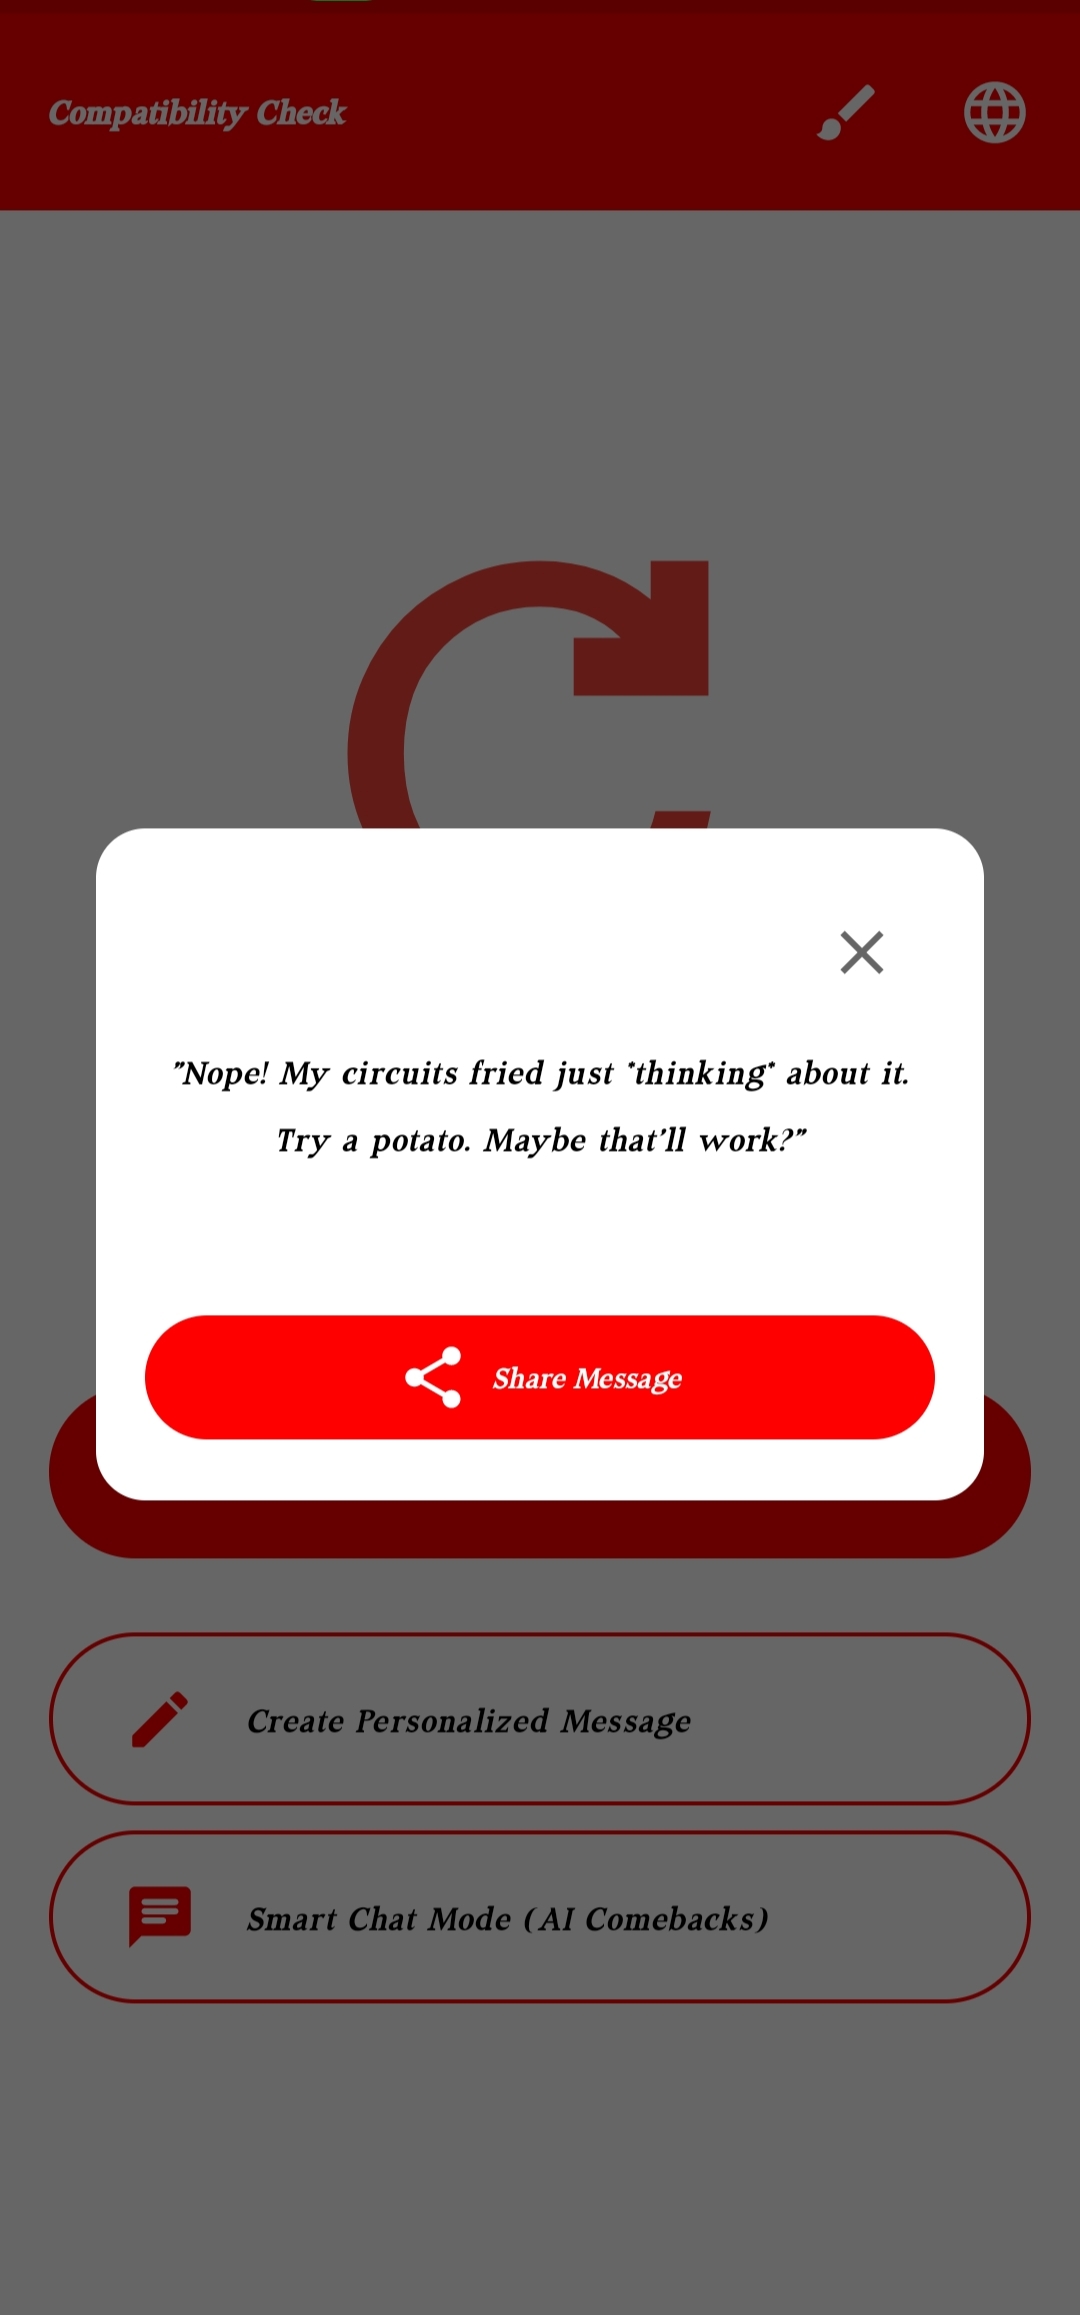 Compatibility Check
"Nope! My circuits fried just *thinking* about it.
Try a potato. Maybe that'll work?"
Share Message
Create Personalized Message
Smart Chat Mode (AI Comebacks)